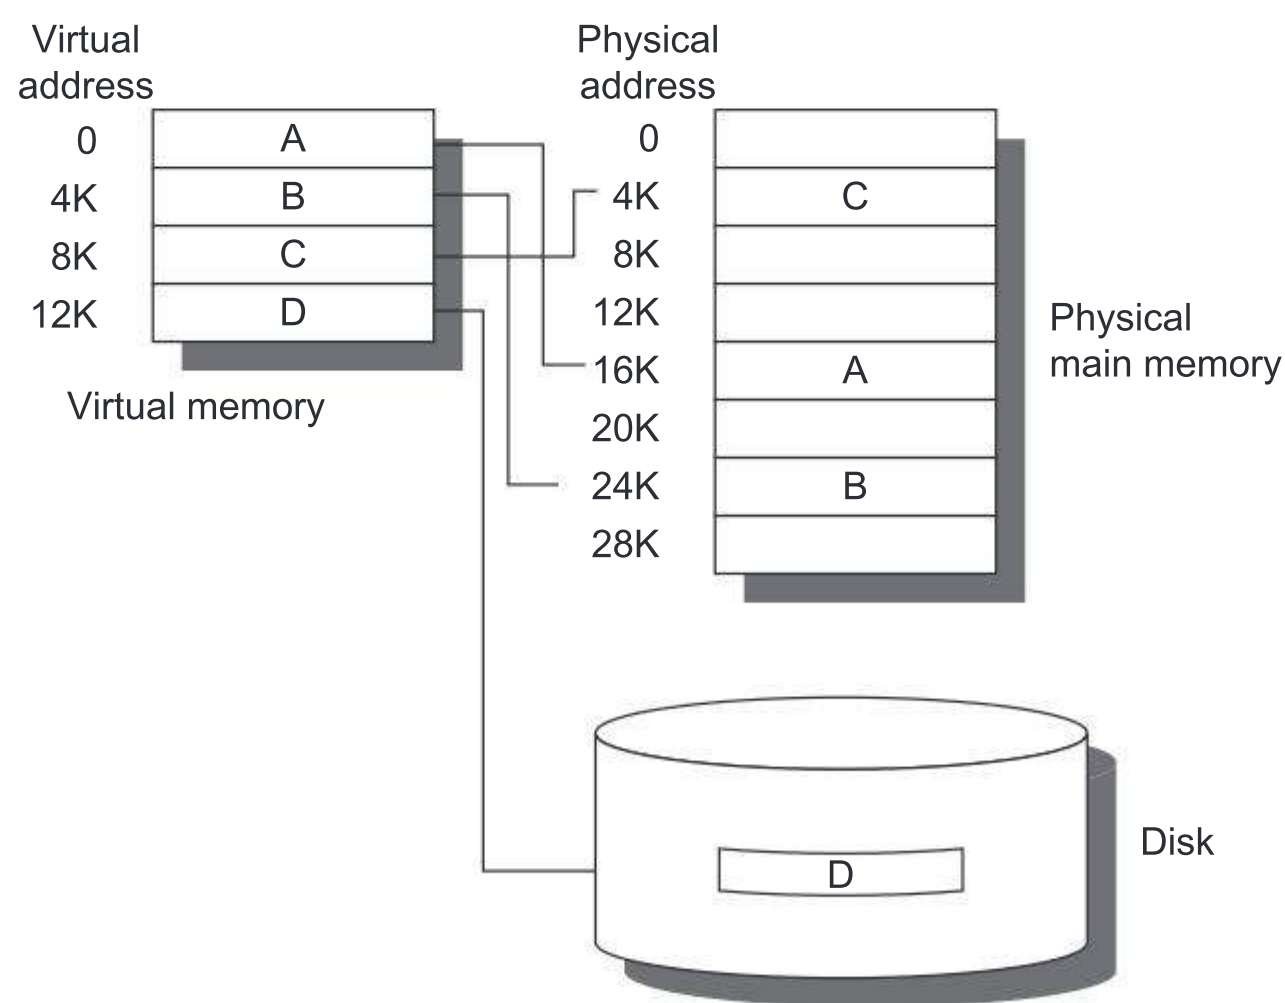 Virtual
address
0
A
4K
B
8K
C
12K
D
Virtual memory
Physical
address
0
4K
C
8K
12K
16K
A
20K
24K
B
28K
Physical
main memory
D
Disk